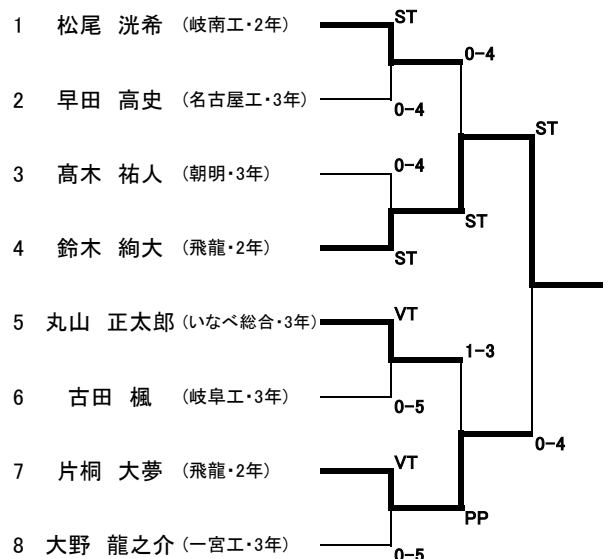 1 松尾 洸希 (岐南工・2年) ST
0-4
2 早田 高史 (名古屋工・3年) 0-4
ST
3 髙木 祐人 (朝明・3年) 0-4
ST
4 鈴木 絢大 (飛龍・2年) ST
5 丸山 正太郎 (いなべ総合・3年) VT
1-3
6 古田 楓 (岐阜工・3年) 0-5
0-4
7 片桐 大夢 (飛龍・2年) VT
PP
8 大野 龍之介 (一宮工・3年) 0-5